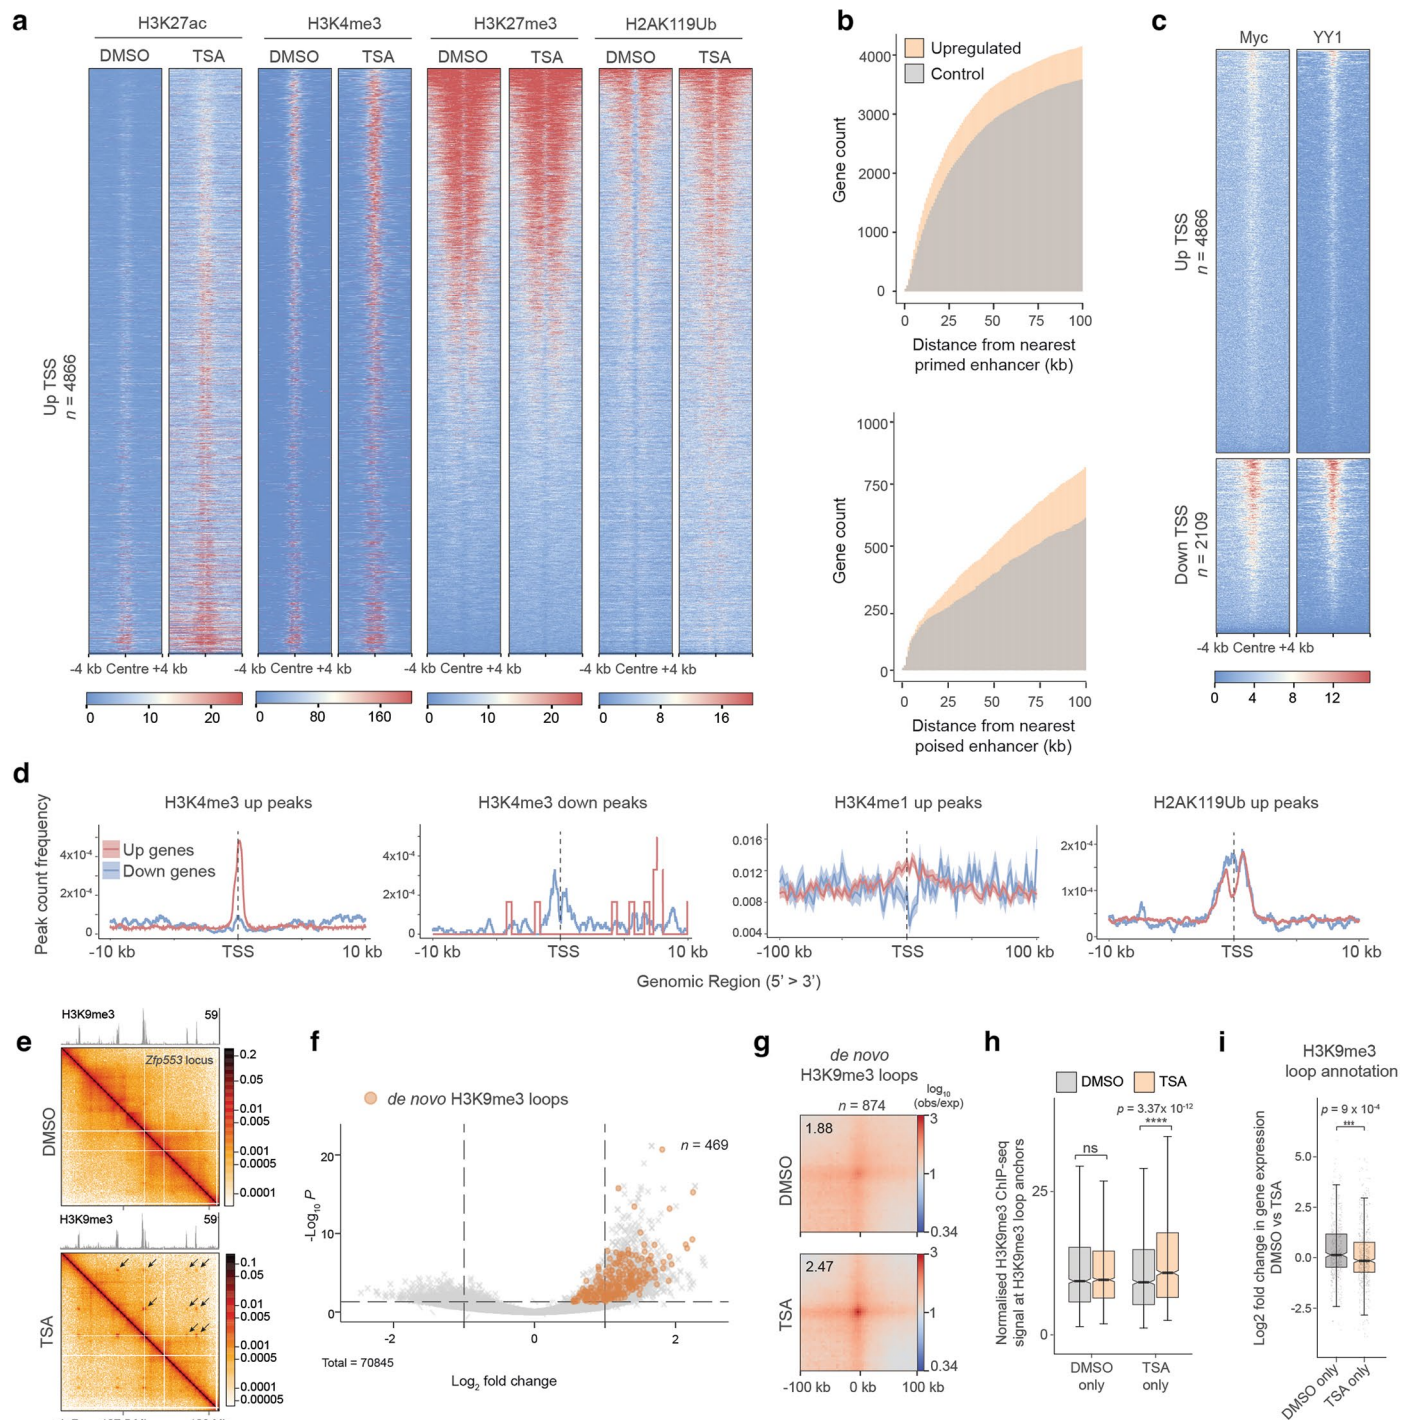 a
H3K27ac
H3K4me3
H3K27me3
H2AK119Ub
DMSO TSA DMSO TSA DMSO TSA DMSO TSA
Up TSS
n = 4866
-4 kb Centre +4 kb -4 kb Centre +4 kb -4 kb Centre +4 kb -4 kb Centre +4 kb
0 10 20
0 80 160
0 10 20
0 8 16
b
Upregulated
Control
Gene count
4000
3000
2000
1000
0
0 25 50 75 100
Distance from nearest
primed enhancer (kb)
Gene count
1000
750
500
250
0
0 25 50 75 100
Distance from nearest
poised enhancer (kb)
c
Myc YY1
Up TSS
n = 4866
Down TSS
n = 2109
-4 kb Centre +4 kb
0 4 8 12
d
Peak count frequency
H3K4me3 up peaks
Up genes
Down genes
4x10-4
2x10-4
0
-10 kb TSS 10 kb
H3K4me3 down peaks
4x10-4
2x10-4
0
-10 kb TSS 10 kb
H3K4me1 up peaks
0.016
0.012
0.008
0.004
-100 kb TSS 100 kb
H2AK119Ub up peaks
2x10-4
1x10-4
0
-10 kb TSS 10 kb
Genomic Region (5' > 3')
e
H3K9me3 59
Zfp553 locus
DMSO
0.2
0.05
0.01
0.005
0.001
0.0005
0.0001
H3K9me3 59
TSA
0.1
0.05
0.01
0.005
0.001
0.0005
0.0001
0.00005
f
de novo H3K9me3 loops
n = 469
-Log10 P
20
10
0
-2 0 2
Total = 70845
Log2 fold change
g
de novo
H3K9me3 loops
n = 874
log10
(obs/exp)
DMSO
1.88
3
1
0.34
TSA
2.47
3
1
0.34
-100 kb 0 kb 100 kb
h
DMSO TSA
p = 3.37x 10-12
****
ns
Normalised H3K9me3 ChIP-seq
signal at H3K9me3 loop anchors
25
0
DMSO
only
TSA
only
i
H3K9me3
loop annotation
p = 9 x 10-4
***
Log2 fold change in gene expression
DMSO vs TSA
5.0
2.5
0.0
-2.5
DMSO only
TSA only